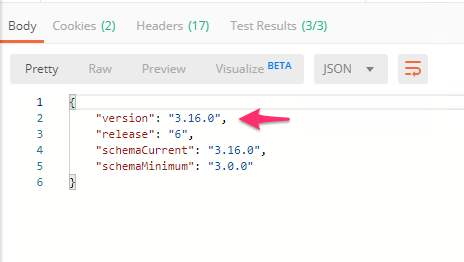 Body Cookies (2) Headers (17) Test Results (3/3)
Pretty Raw Preview Visualize BETA JSON
1 {
2 "version": "3.16.0",
3 "release": "6",
4 "schemaCurrent": "3.16.0",
5 "schemaMinimum": "3.0.0"
6 }